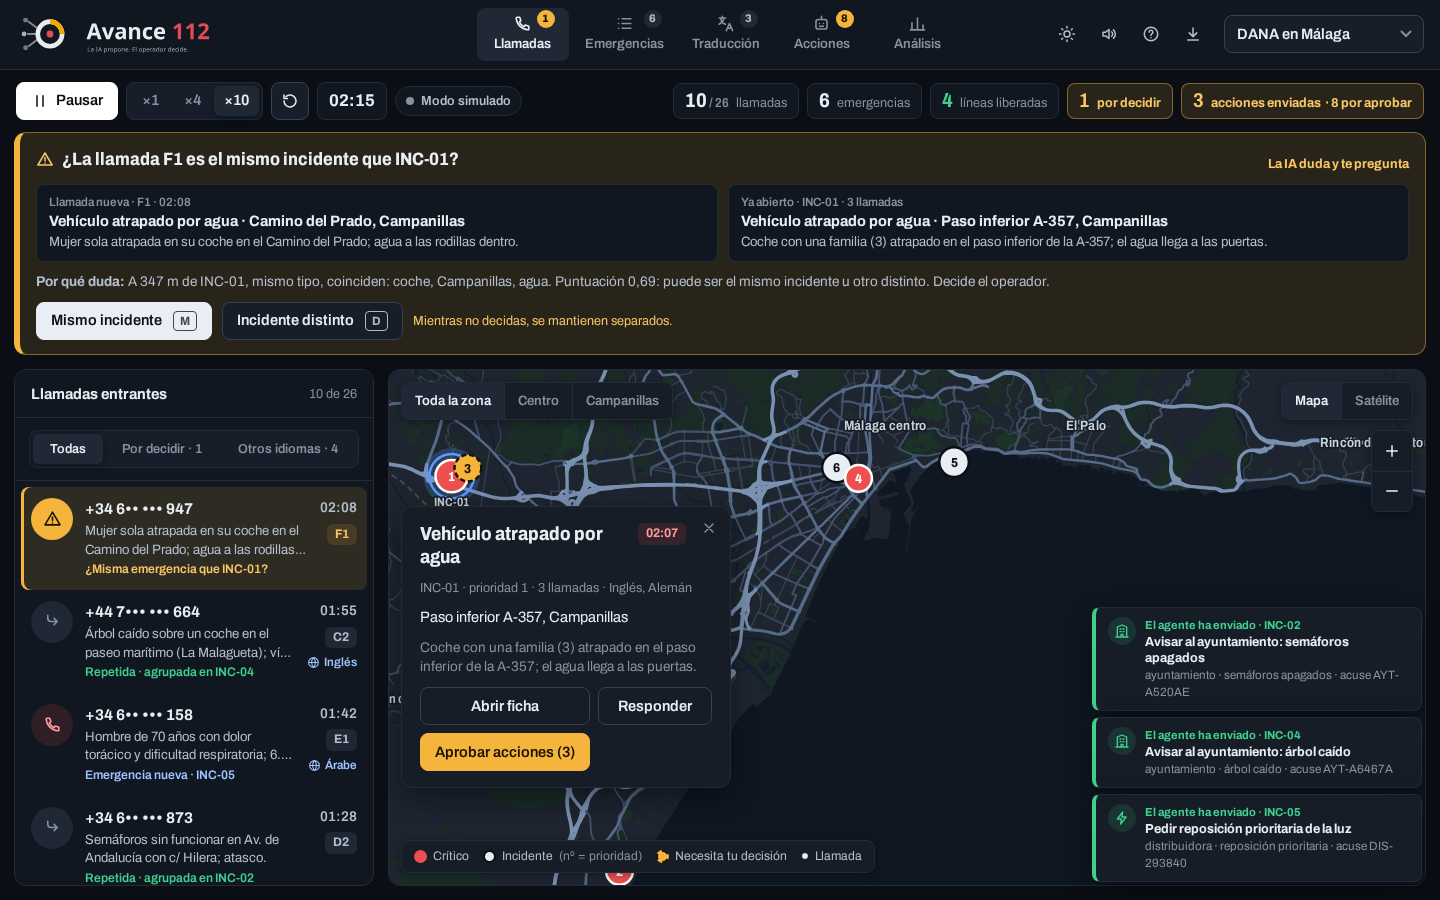 Avance 112
La IA propone. El operador decide.
1
Llamadas
6
Emergencias
3
Traducción
8
Acciones
Análisis
DANA en Málaga
Pausar
×1
×4
×10
02:15
Modo simulado
10 / 26 llamadas
6 emergencias
4 líneas liberadas
1 por decidir
3 acciones enviadas · 8 por aprobar
¿La llamada F1 es el mismo incidente que INC-01?
La IA duda y te pregunta
Llamada nueva · F1 · 02:08
Vehículo atrapado por agua · Camino del Prado, Campanillas
Mujer sola atrapada en su coche en el Camino del Prado; agua a las rodillas dentro.
Ya abierto · INC-01 · 3 llamadas
Vehículo atrapado por agua · Paso inferior A-357, Campanillas
Coche con una familia (3) atrapado en el paso inferior de la A-357; el agua llega a las puertas.
Por qué duda: A 347 m de INC-01, mismo tipo, coinciden: coche, Campanillas, agua. Puntuación 0,69: puede ser el mismo incidente u otro distinto. Decide el operador.
Mismo incidente M
Incidente distinto D
Mientras no decidas, se mantienen separados.
Llamadas entrantes
10 de 26
Todas
Por decidir · 1
Otros idiomas · 4
+34 6•• ••• 947
02:08
Mujer sola atrapada en su coche en el
Camino del Prado; agua a las rodillas...
F1
¿Misma emergencia que INC-01?
+44 7••• ••• 664
01:55
Árbol caído sobre un coche en el
paseo marítimo (La Malagueta); ví...
C2
Inglés
Repetida · agrupada en INC-04
+34 6•• ••• 158
01:42
Hombre de 70 años con dolor
torácico y dificultad respiratoria; 6....
E1
Árabe
Emergencia nueva · INC-05
+34 6•• ••• 873
01:28
Semáforos sin funcionar en Av. de
Andalucía con c/ Hilera; atasco.
D2
Repetida · agrupada en INC-02
Toda la zona
Centro
Campanillas
Mapa
Satélite
Málaga centro
El Palo
+
−
1
3
INC-01
6
4
5
Vehículo atrapado por
agua
02:07
INC-01 · prioridad 1 · 3 llamadas · Inglés, Alemán
Paso inferior A-357, Campanillas
Coche con una familia (3) atrapado en el paso
inferior de la A-357; el agua llega a las puertas.
Abrir ficha
Responder
Aprobar acciones (3)
El agente ha enviado · INC-02
Avisar al ayuntamiento: semáforos
apagados
ayuntamiento · semáforos apagados · acuse AYT-
A520AE
El agente ha enviado · INC-04
Avisar al ayuntamiento: árbol caído
ayuntamiento · árbol caído · acuse AYT-A6467A
El agente ha enviado · INC-05
Pedir reposición prioritaria de la luz
distribuidora · reposición prioritaria · acuse DIS-
293840
Crítico
Incidente (nº = prioridad)
Necesita tu decisión
Llamada